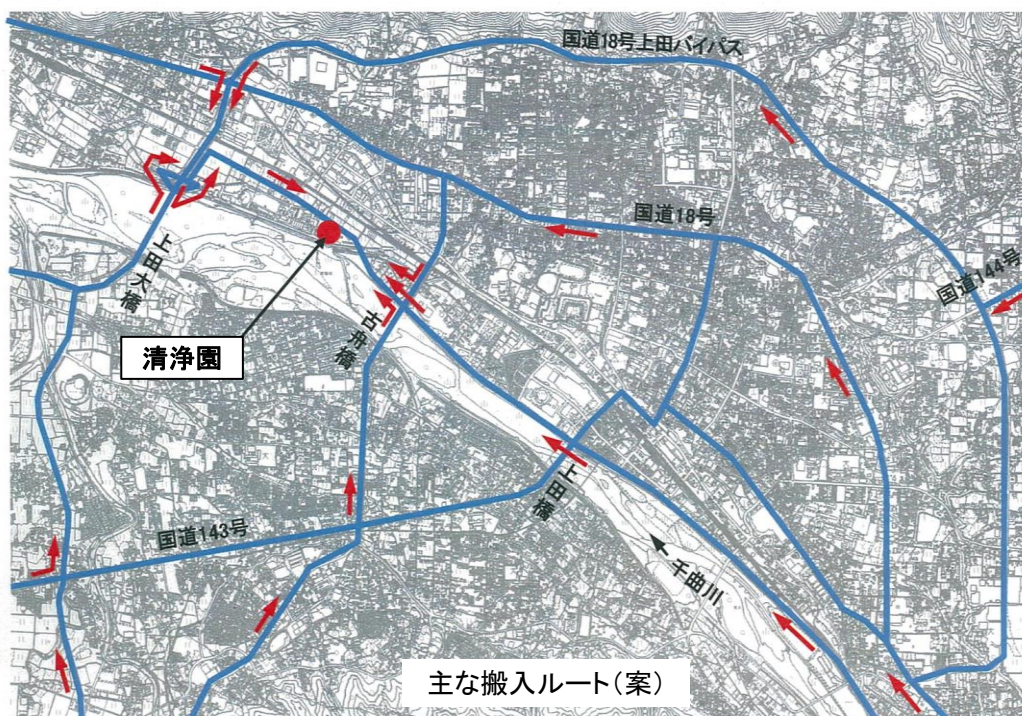 国道18号上田バイパス
国道18号
国道144号
上田大橋
清浄園
古舟橋
上田橋
国道143号
千曲川
主な搬入ルート(案)